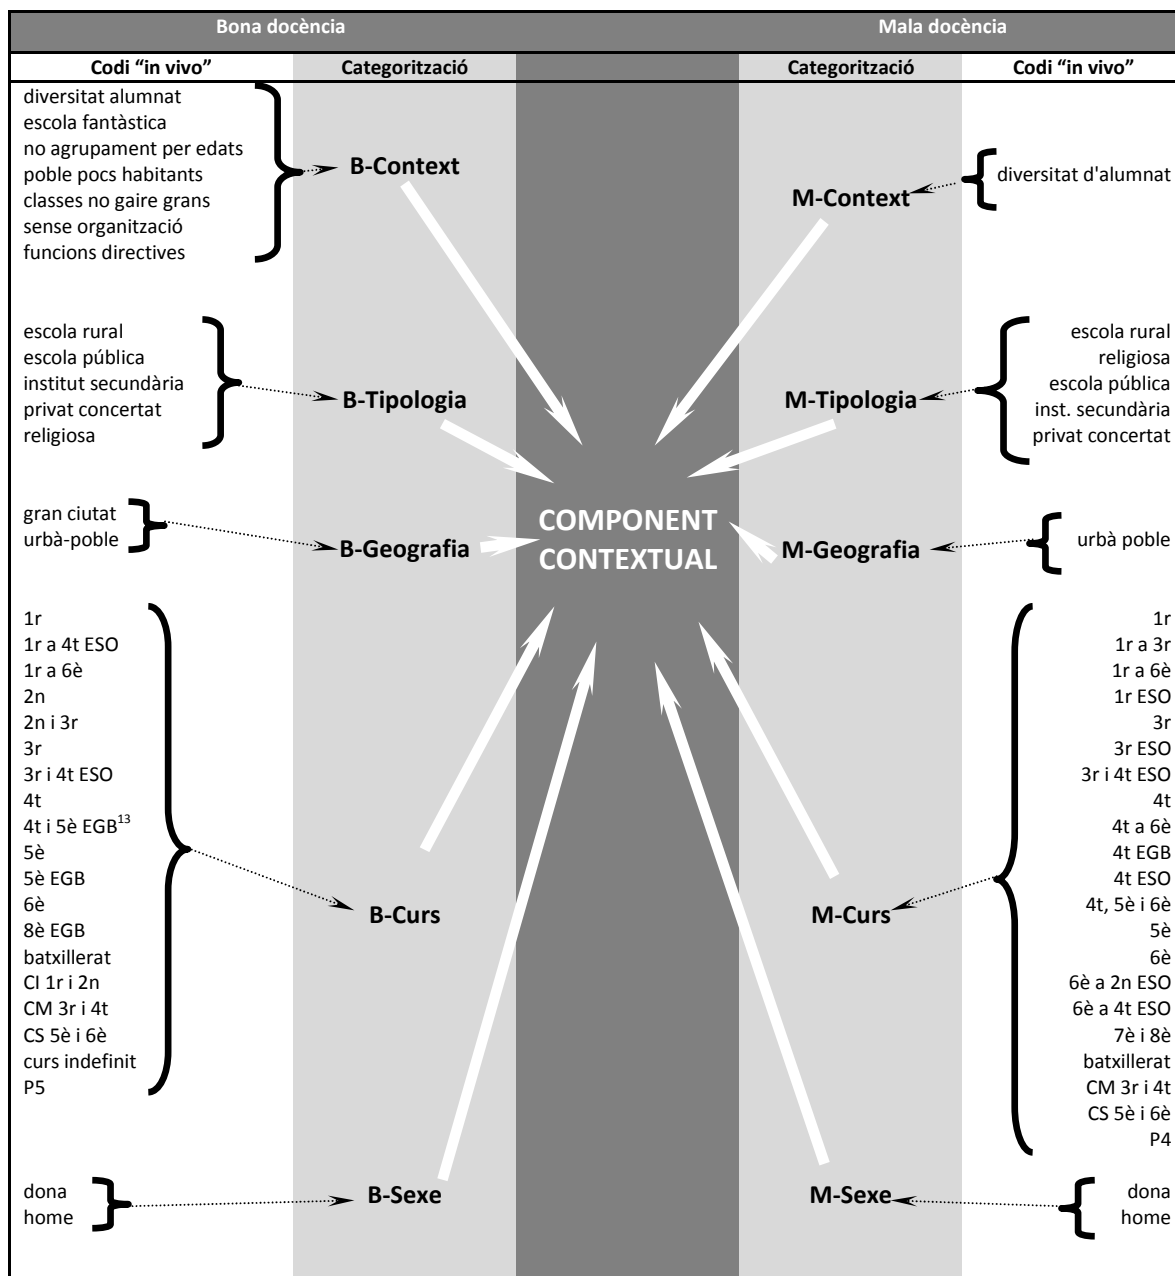 Bona docència
Mala docència
Codi “in vivo”
Categorització
Categorització
Codi “in vivo”
diversitat alumnat
escola fantàstica
no agrupament per edats
poble pocs habitants
classes no gaire grans
sense organització
funcions directives
B-Context
M-Context
diversitat d'alumnat
escola rural
escola pública
institut secundària
privat concertat
religiosa
B-Tipologia
M-Tipologia
escola rural
religiosa
escola pública
inst. secundària
privat concertat
gran ciutat
urbà-poble
B-Geografia
COMPONENT
CONTEXTUAL
M-Geografia
urbà poble
1r
1r a 4t ESO
1r a 6è
2n
2n i 3r
3r
3r i 4t ESO
4t
4t i 5è EGB13
5è
5è EGB
6è
8è EGB
batxillerat
CI 1r i 2n
CM 3r i 4t
CS 5è i 6è
curs indefinit
P5
B-Curs
M-Curs
1r
1r a 3r
1r a 6è
1r ESO
3r
3r ESO
3r i 4t ESO
4t
4t a 6è
4t EGB
4t ESO
4t, 5è i 6è
5è
6è
6è a 2n ESO
6è a 4t ESO
7è i 8è
batxillerat
CM 3r i 4t
CS 5è i 6è
P4
dona
home
B-Sexe
M-Sexe
dona
home